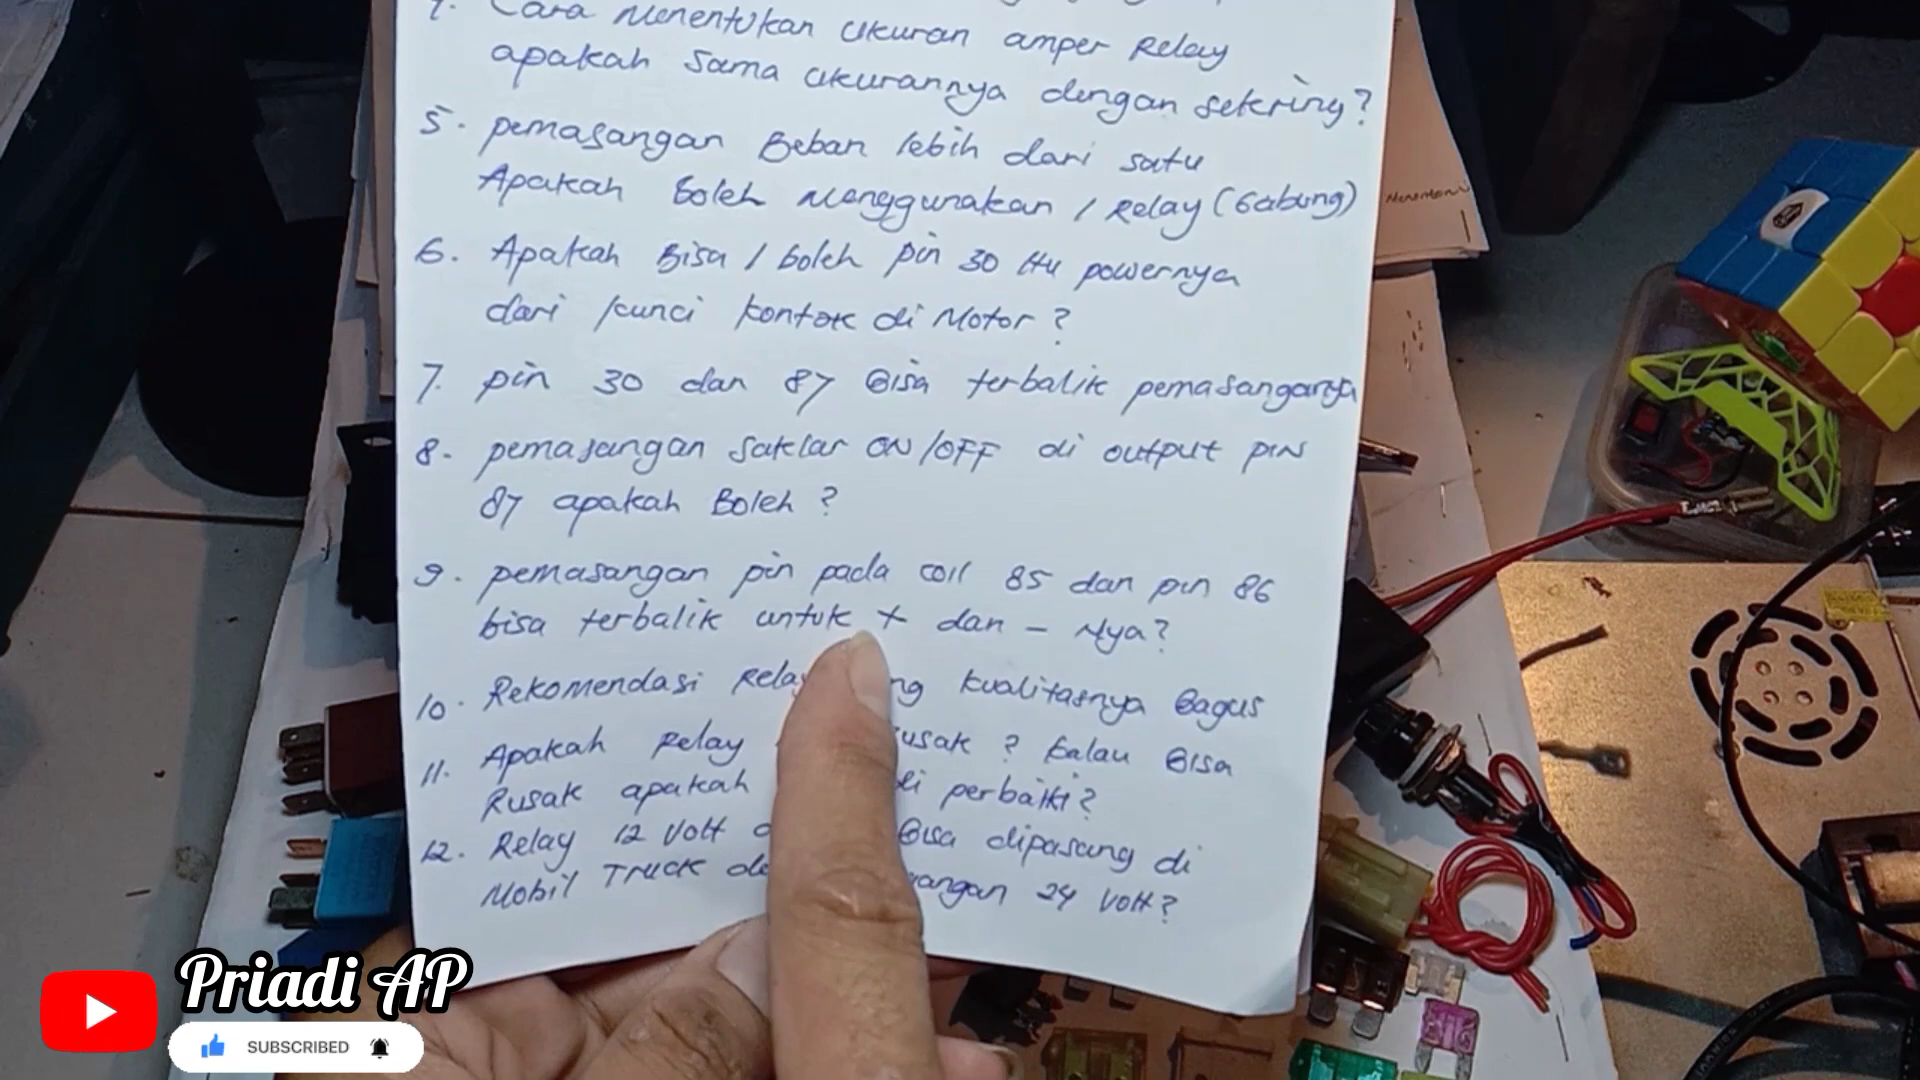 4. Cara Menentukan ukuran amper Relay
apakah sama ukurannya dengan sekring?
5. pemasangan Beban lebih dari satu
Apakah boleh Menggunakan 1 Relay (Gabung)
6. Apakah Bisa / boleh pin 30 itu powernya
dari kunci kontak di Motor?
7. pin 30 dan 87 Bisa terbalik pemasanganya
8. pemasangan saklar ON/OFF di output PIN
87 apakah Boleh?
9. pemasangan pin pada coil 85 dan pin 86
bisa terbalik untuk + dan - Nya?
10. Rekomendasi Relay kualitasnya Bagus
11. Apakah Relay ? kalau Bisa
Rusak apakah perbaiki?
12. Relay 12 Volt Bisa dipasang di
Mobil Truck 24 Volt?
Priadi AP
SUBSCRIBED